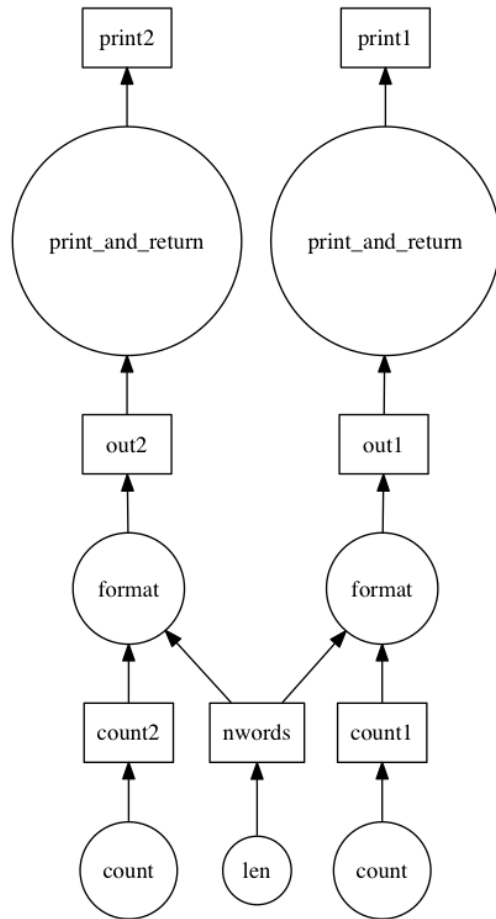 print2
print1
print_and_return
print_and_return
out2
out1
format
format
count2
nwords
count1
count
len
count